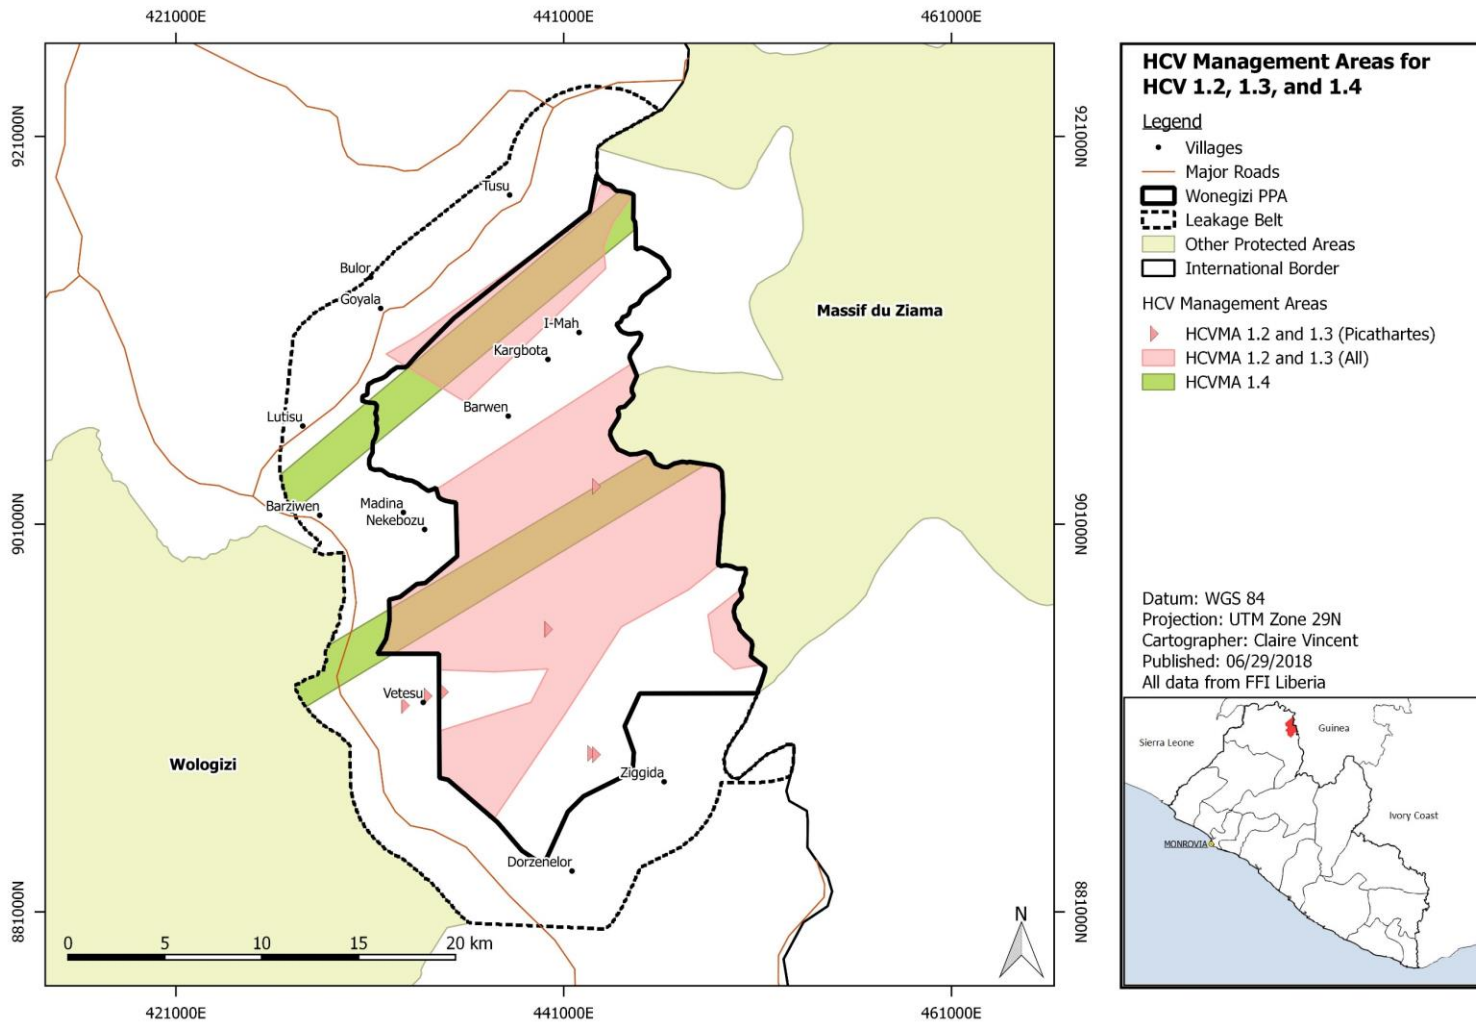 421000E
441000E
461000E
921000N
901000N
881000N
921000N
901000N
881000N
421000E
441000E
461000E
Tusu
Bulor
Goyala
I-Mah
Kargbota
Barwen
Lutisu
Barziwen
Madina
Nekebozu
Vetesu
Ziggida
Dorzenelor
Massif du Ziama
Wologizi
0 5 10 15 20 km
N
HCV Management Areas for
HCV 1.2, 1.3, and 1.4
Legend
Villages
Major Roads
Wonegizi PPA
Leakage Belt
Other Protected Areas
International Border
HCV Management Areas
HCVMA 1.2 and 1.3 (Picathartes)
HCVMA 1.2 and 1.3 (All)
HCVMA 1.4
Datum: WGS 84
Projection: UTM Zone 29N
Cartographer: Claire Vincent
Published: 06/29/2018
All data from FFI Liberia
Sierra Leone
Guinea
Ivory Coast
MONROVIA